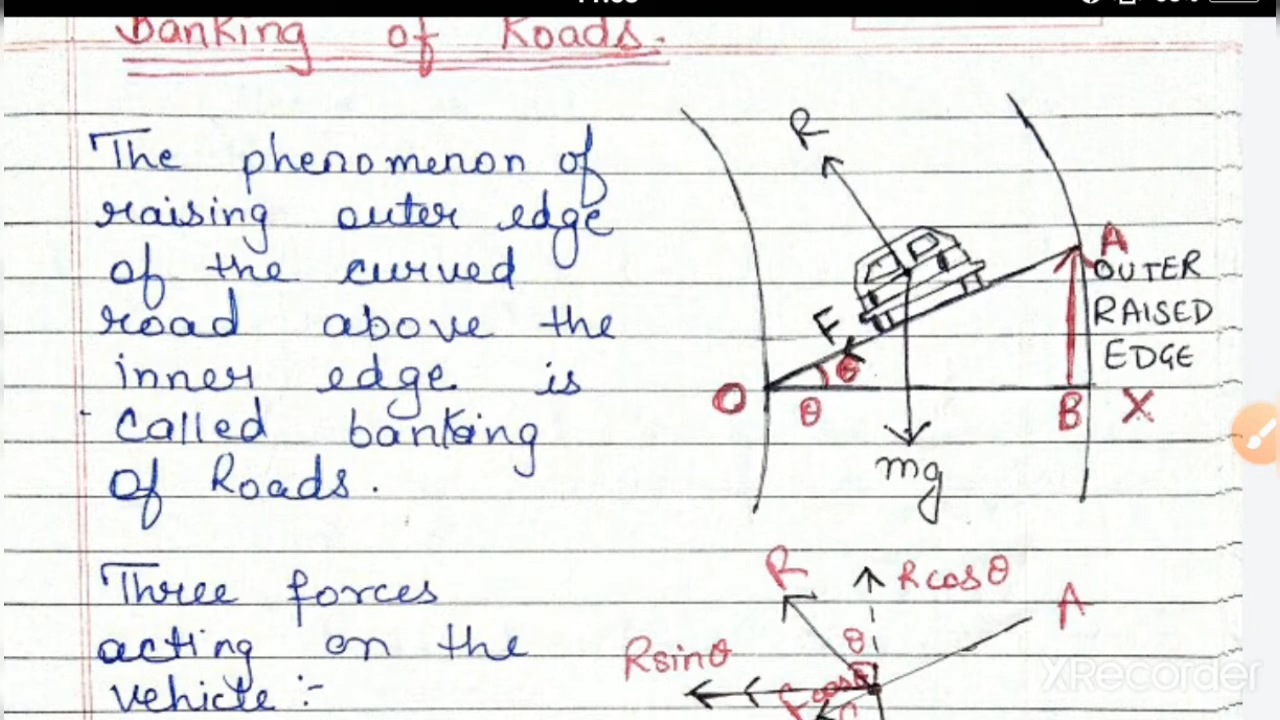 Banking of Roads.
The phenomenon of
raising outer edge
of the curved
road above the
inner edge is
called banking
of Roads.
R
F
θ
θ
O
A
OUTER
RAISED
EDGE
B X
mg
Three forces
acting on the
vehicle :-
R
Rcosθ
A
θ
Rsinθ
XRecorder